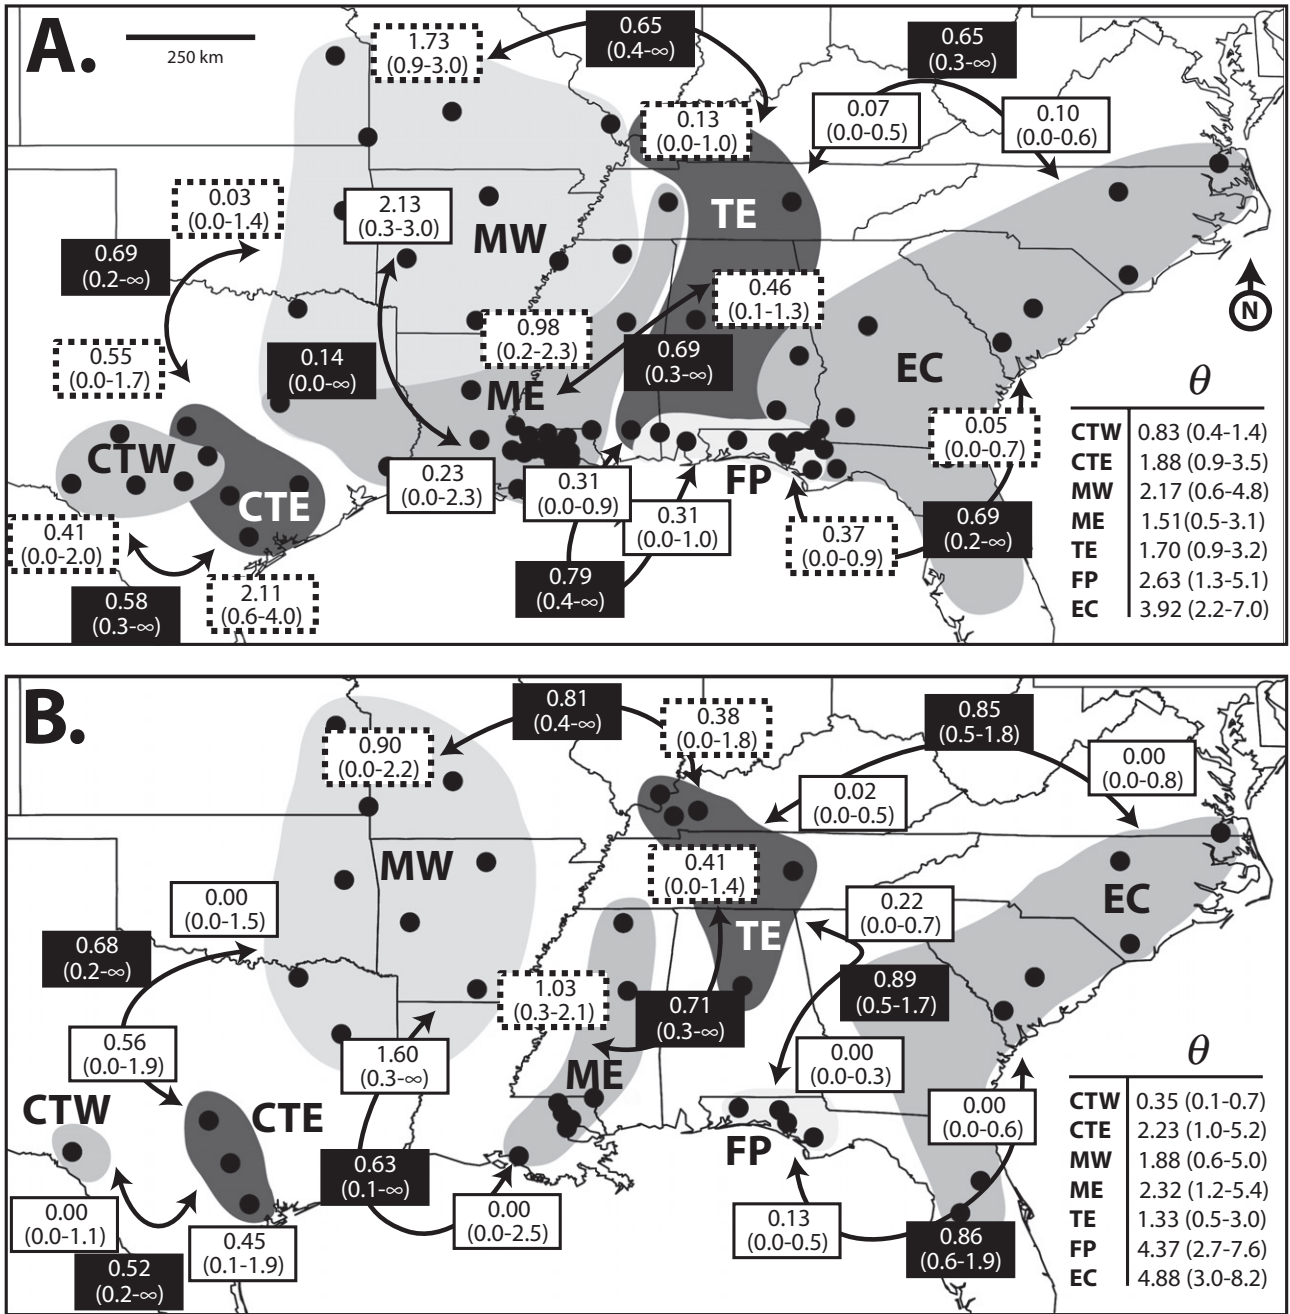 A.
250 km
1.73
(0.9-3.0)
0.65
(0.4-∞)
0.65
(0.3-∞)
0.13
(0.0-1.0)
0.07
(0.0-0.5)
0.10
(0.0-0.6)
0.03
(0.0-1.4)
2.13
(0.3-3.0)
MW
TE
0.69
(0.2-∞)
0.46
(0.1-1.3)
N
0.98
(0.2-2.3)
0.55
(0.0-1.7)
0.14
(0.0-∞)
0.69
(0.3-∞)
ME
EC
0.05
(0.0-0.7)
CTW
CTE
0.23
(0.0-2.3)
0.31
(0.0-0.9)
FP
0.31
(0.0-1.0)
0.41
(0.0-2.0)
0.37
(0.0-0.9)
0.69
(0.2-∞)
0.58
(0.3-∞)
2.11
(0.6-4.0)
0.79
(0.4-∞)
θ
CTW 0.83 (0.4-1.4)
CTE 1.88 (0.9-3.5)
MW 2.17 (0.6-4.8)
ME 1.51(0.5-3.1)
TE 1.70 (0.9-3.2)
FP 2.63 (1.3-5.1)
EC 3.92 (2.2-7.0)
B.
0.81
(0.4-∞)
0.38
(0.0-1.8)
0.85
(0.5-1.8)
0.90
(0.0-2.2)
0.00
(0.0-0.8)
0.02
(0.0-0.5)
MW
0.41
(0.0-1.4)
EC
0.00
(0.0-1.5)
0.22
(0.0-0.7)
TE
0.68
(0.2-∞)
1.03
(0.3-2.1)
0.71
(0.3-∞)
0.89
(0.5-1.7)
0.56
(0.0-1.9)
1.60
(0.3-∞)
ME
0.00
(0.0-0.3)
CTW
CTE
0.00
(0.0-0.6)
FP
0.63
(0.1-∞)
0.00
(0.0-2.5)
0.00
(0.0-1.1)
0.45
(0.1-1.9)
0.13
(0.0-0.5)
0.86
(0.6-1.9)
0.52
(0.2-∞)
θ
CTW 0.35 (0.1-0.7)
CTE 2.23 (1.0-5.2)
MW 1.88 (0.6-5.0)
ME 2.32 (1.2-5.4)
TE 1.33 (0.5-3.0)
FP 4.37 (2.7-7.6)
EC 4.88 (3.0-8.2)